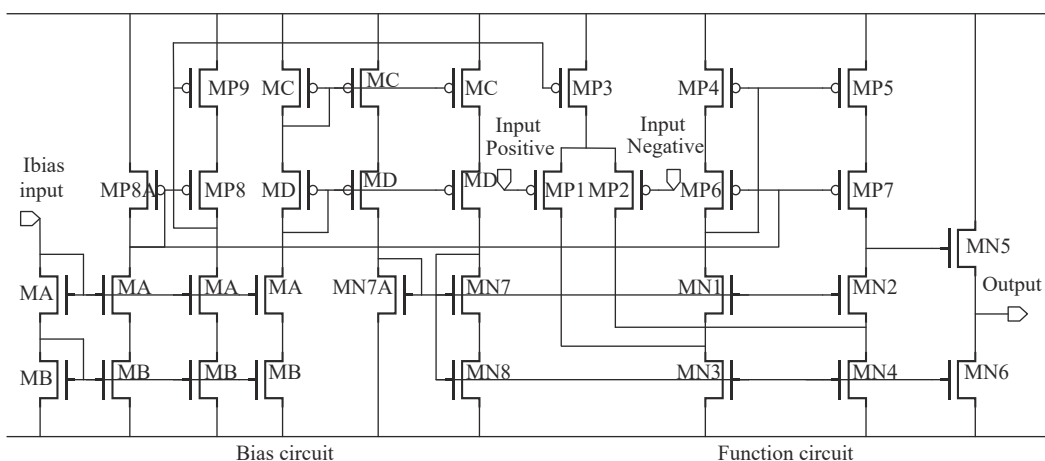 MP9
MC
MC
MC
MP3
MP4
MP5
Input
Positive
Input
Negative
Ibias
input
MP8A
MP8
MD
MD
MD
MP1
MP2
MP6
MP7
MN5
MA
MA
MA
MA
MN7A
MN7
MN1
MN2
Output
MB
MB
MB
MB
MN8
MN3
MN4
MN6
Bias circuit
Function circuit